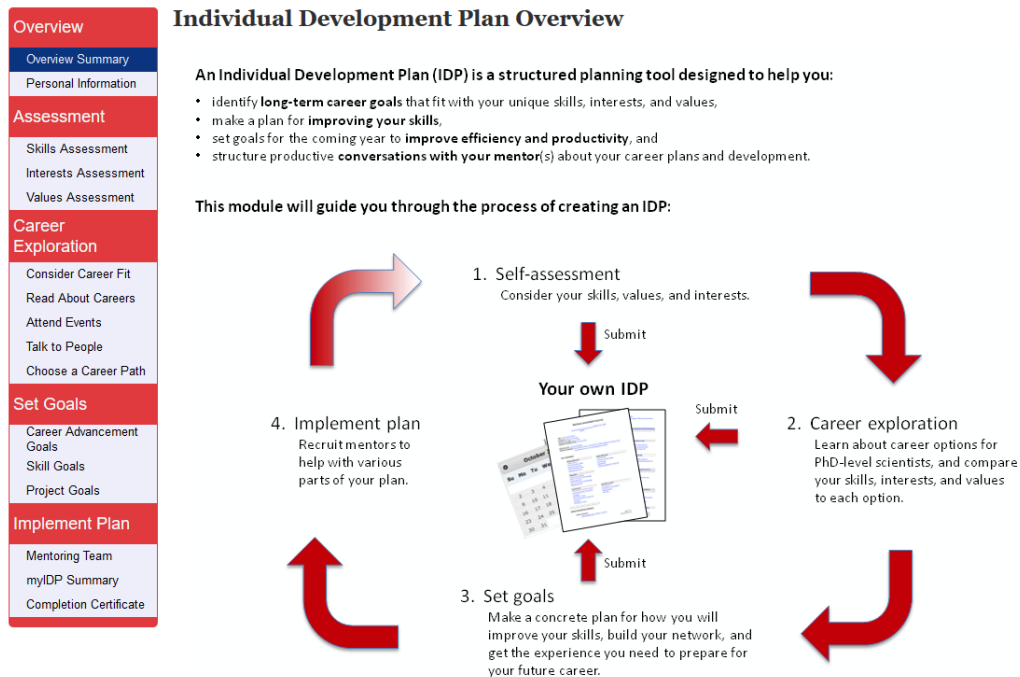 Individual Development Plan Overview
Overview
Overview Summary
Personal Information
Assessment
Skills Assessment
Interests Assessment
Values Assessment
Career
Exploration
Consider Career Fit
Read About Careers
Attend Events
Talk to People
Choose a Career Path
Set Goals
Career Advancement
Goals
Skill Goals
Project Goals
Implement Plan
Mentoring Team
myIDP Summary
Completion Certificate
An Individual Development Plan (IDP) is a structured planning tool designed to help you:
• identify long-term career goals that fit with your unique skills, interests, and values,
• make a plan for improving your skills,
• set goals for the coming year to improve efficiency and productivity, and
• structure productive conversations with your mentor(s) about your career plans and development.
This module will guide you through the process of creating an IDP:
1. Self-assessment
Consider your skills, values, and interests.
Submit
Your own IDP
Submit
2. Career exploration
Learn about career options for
PhD-level scientists, and compare
your skills, interests, and values
to each option.
4. Implement plan
Recruit mentors to
help with various
parts of your plan.
October
Su Mo Tu We
Submit
3. Set goals
Make a concrete plan for how you will
improve your skills, build your network, and
get the experience you need to prepare for
your future career.